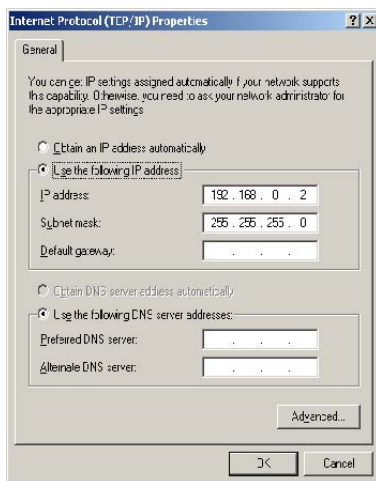 Internet Protocol (TCP/IP) Properties
General
You can get IP settings assigned automatically if your network supports
this capability. Otherwise, you need to ask your network administrator for
the appropriate IP settings.
Obtain an IP address automatically
Use the following IP address:
IP address: 192 . 168 . 0 . 2
Subnet mask: 255 . 255 . 255 . 0
Default gateway: . . .
Obtain DNS server address automatically
Use the following DNS server addresses:
Preferred DNS server: . . .
Alternate DNS server: . . .
Advanced...
OK Cancel